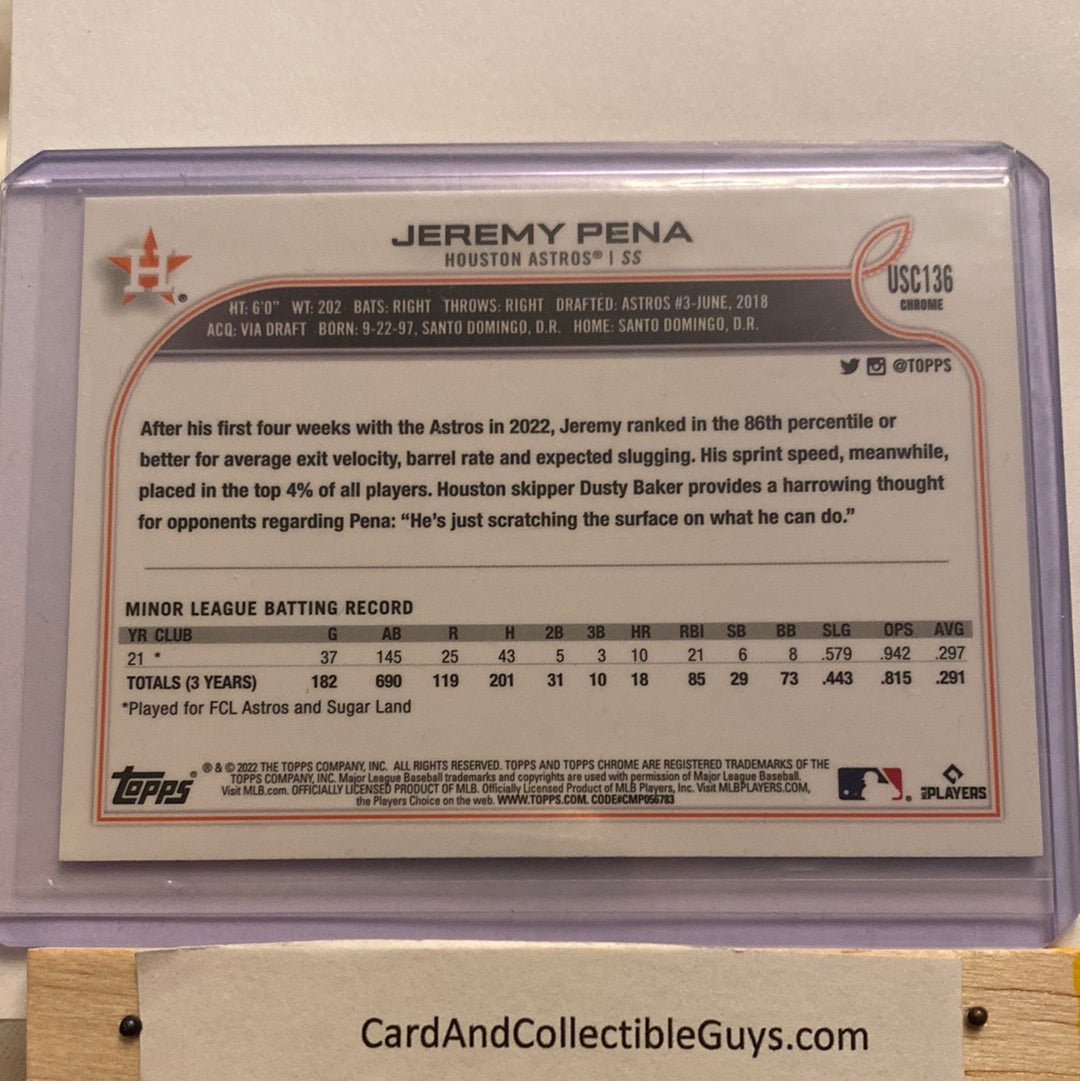 JEREMY PENA
HOUSTON ASTROS® | SS
H
®
USC136
CHROME
HT: 6'0" WT: 202 BATS: RIGHT THROWS: RIGHT DRAFTED: ASTROS #3-JUNE, 2018
ACQ: VIA DRAFT BORN: 9-22-97, SANTO DOMINGO, D.R. HOME: SANTO DOMINGO, D.R.
@TOPPS
After his first four weeks with the Astros in 2022, Jeremy ranked in the 86th percentile or
better for average exit velocity, barrel rate and expected slugging. His sprint speed, meanwhile,
placed in the top 4% of all players. Houston skipper Dusty Baker provides a harrowing thought
for opponents regarding Pena: “He’s just scratching the surface on what he can do.”
MINOR LEAGUE BATTING RECORD
YR CLUB G AB R H 2B 3B HR RBI SB BB SLG OPS AVG
21 * 37 145 25 43 5 3 10 21 6 8 .579 .942 .297
TOTALS (3 YEARS) 182 690 119 201 31 10 18 85 29 73 .443 .815 .291
*Played for FCL Astros and Sugar Land
topps®
® & © 2022 THE TOPPS COMPANY, INC. ALL RIGHTS RESERVED. TOPPS AND TOPPS CHROME ARE REGISTERED TRADEMARKS OF THE
TOPPS COMPANY, INC. Major League Baseball trademarks and copyrights are used with permission of Major League Baseball.
Visit MLB.com. OFFICIALLY LICENSED PRODUCT OF MLB. Officially Licensed Product of MLB Players, Inc. Visit MLBPLAYERS.COM,
the Players Choice on the web. WWW.TOPPS.COM. CODE#CMP056783
MLBPLAYERS
CardAndCollectibleGuys.com